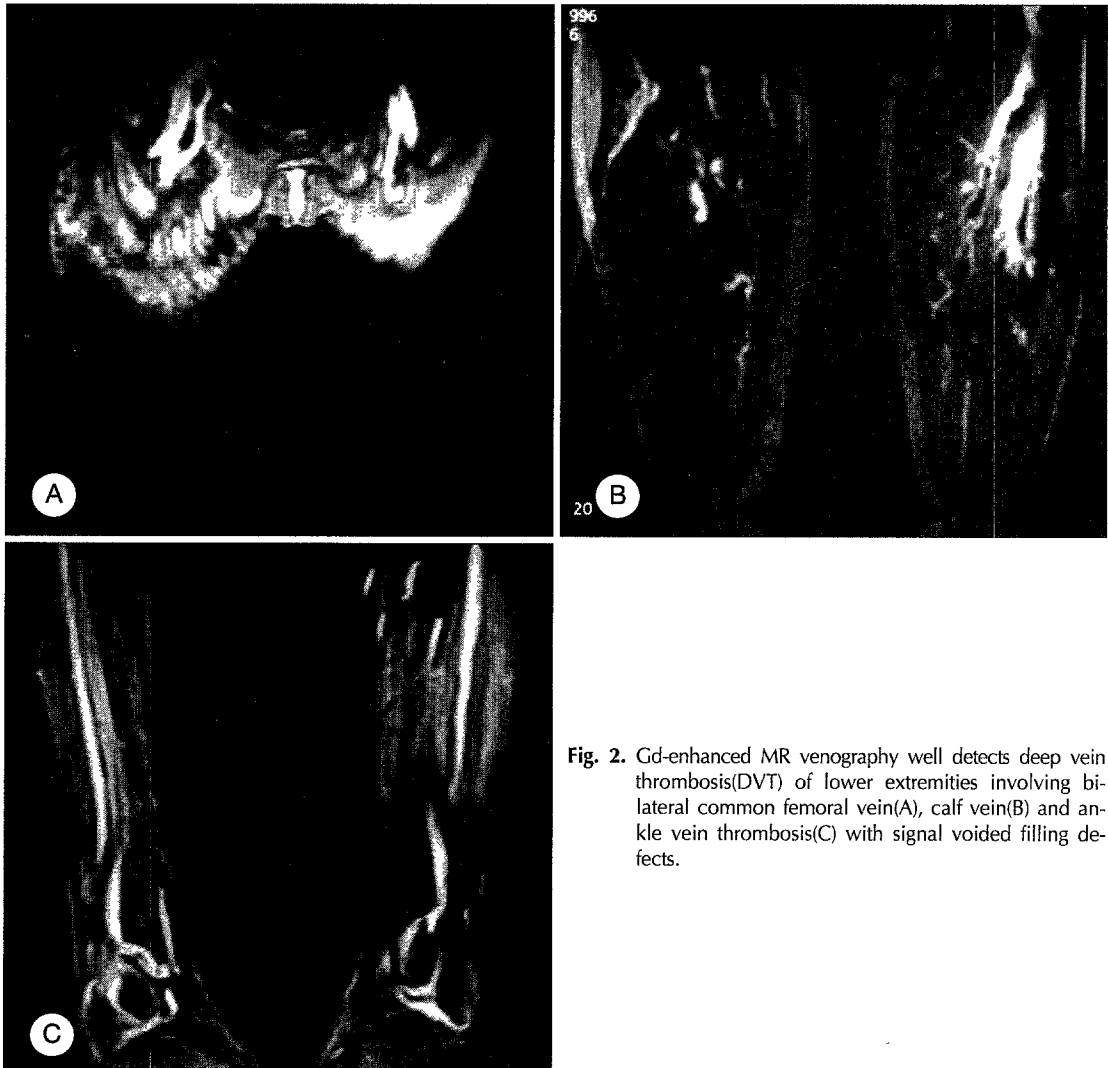 996
6
A
20
B
C
Fig. 2. Gd-enhanced MR venography well detects deep vein
thrombosis(DVT) of lower extremities involving bi-
lateral common femoral vein(A), calf vein(B) and an-
kle vein thrombosis(C) with signal voided filling de-
fects.